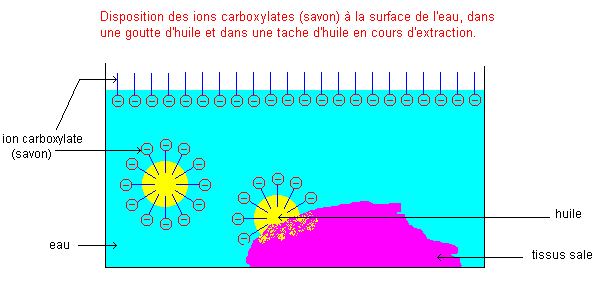 Disposition des ions carboxylates (savon) à la surface de l'eau, dans
une goutte d'huile et dans une tache d'huile en cours d'extraction.
ion carboxylate
(savon)
huile
eau
tissus sale